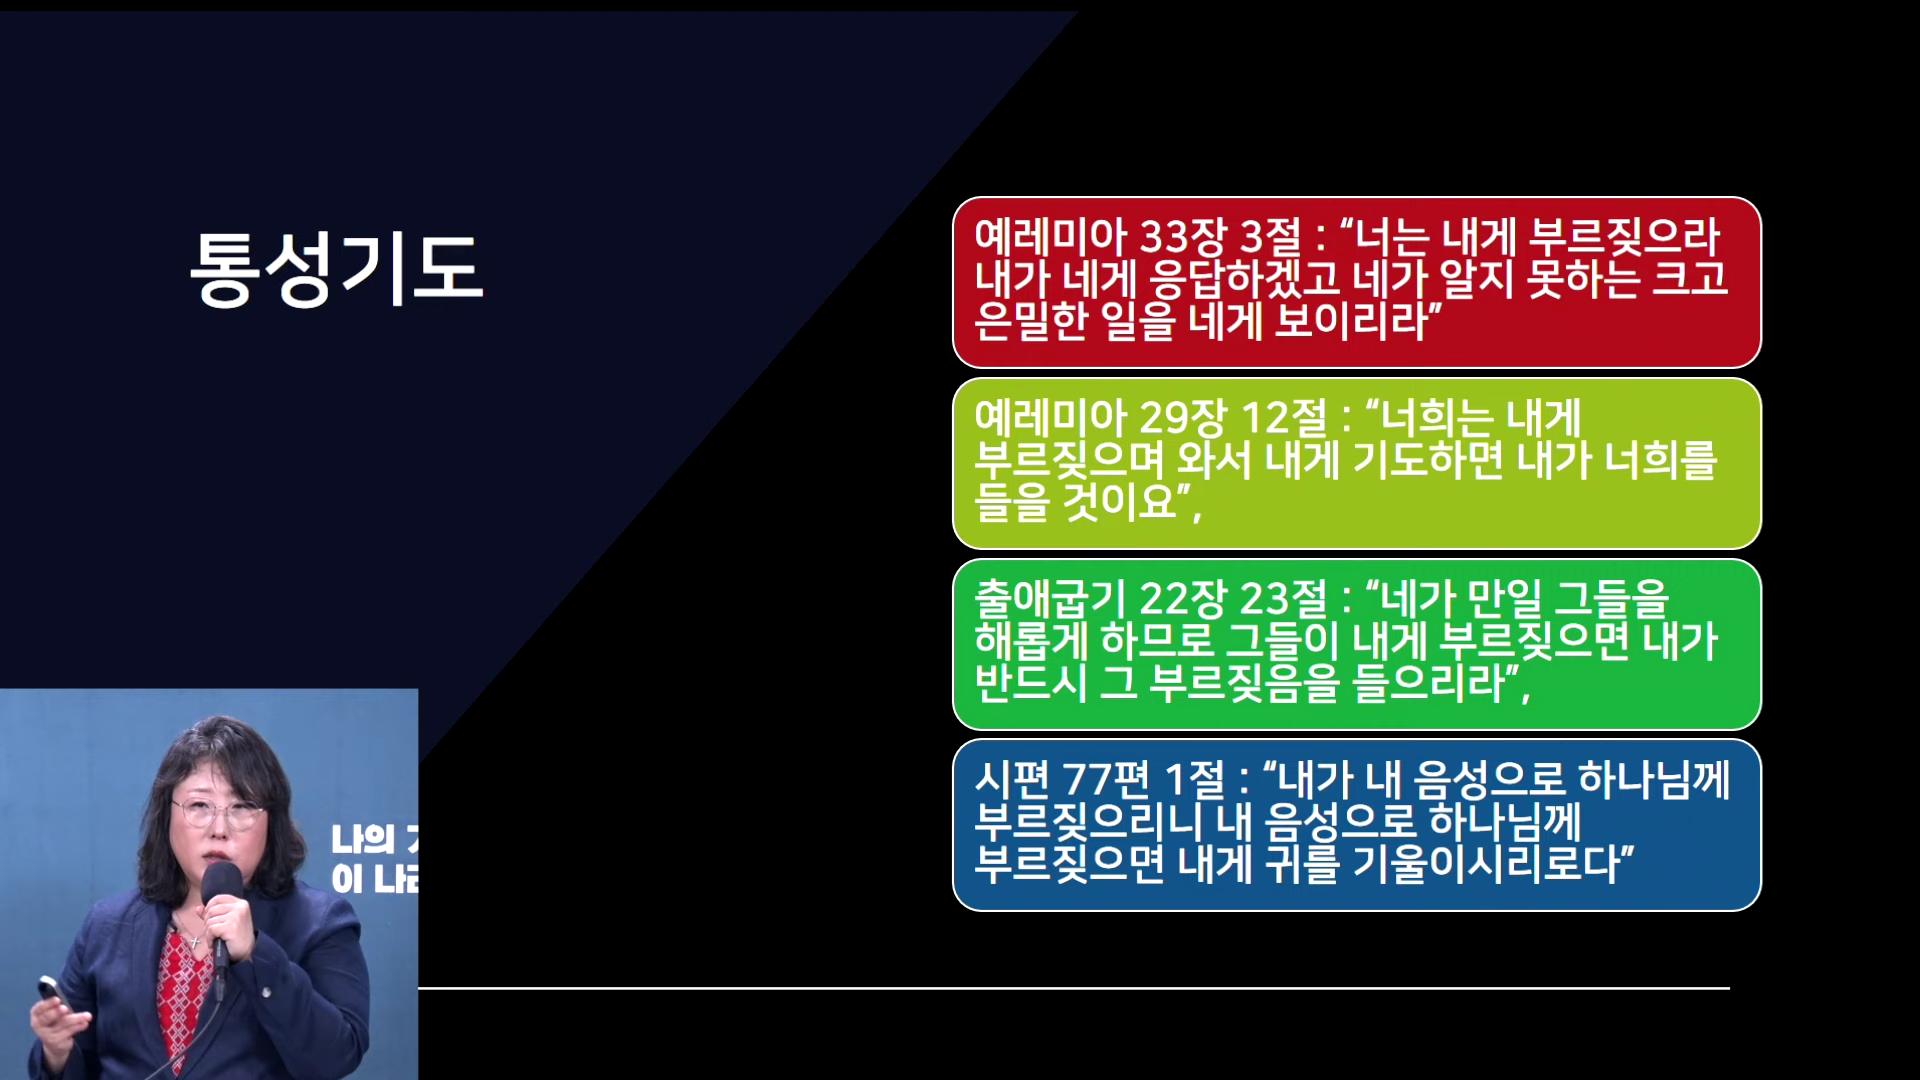 통성기도
예레미아 33장 3절 : “너는 내게 부르짖으라
내가 네게 응답하겠고 네가 알지 못하는 크고
은밀한 일을 네게 보이리라”
예레미아 29장 12절 : “너희는 내게
부르짖으며 와서 내게 기도하면 내가 너희를
들을 것이요”,
출애굽기 22장 23절 : “네가 만일 그들을
해롭게 하므로 그들이 내게 부르짖으면 내가
반드시 그 부르짖음을 들으리라”,
시편 77편 1절 : “내가 내 음성으로 하나님께
부르짖으리니 내 음성으로 하나님께
부르짖으면 내게 귀를 기울이시리로다”
나의
이